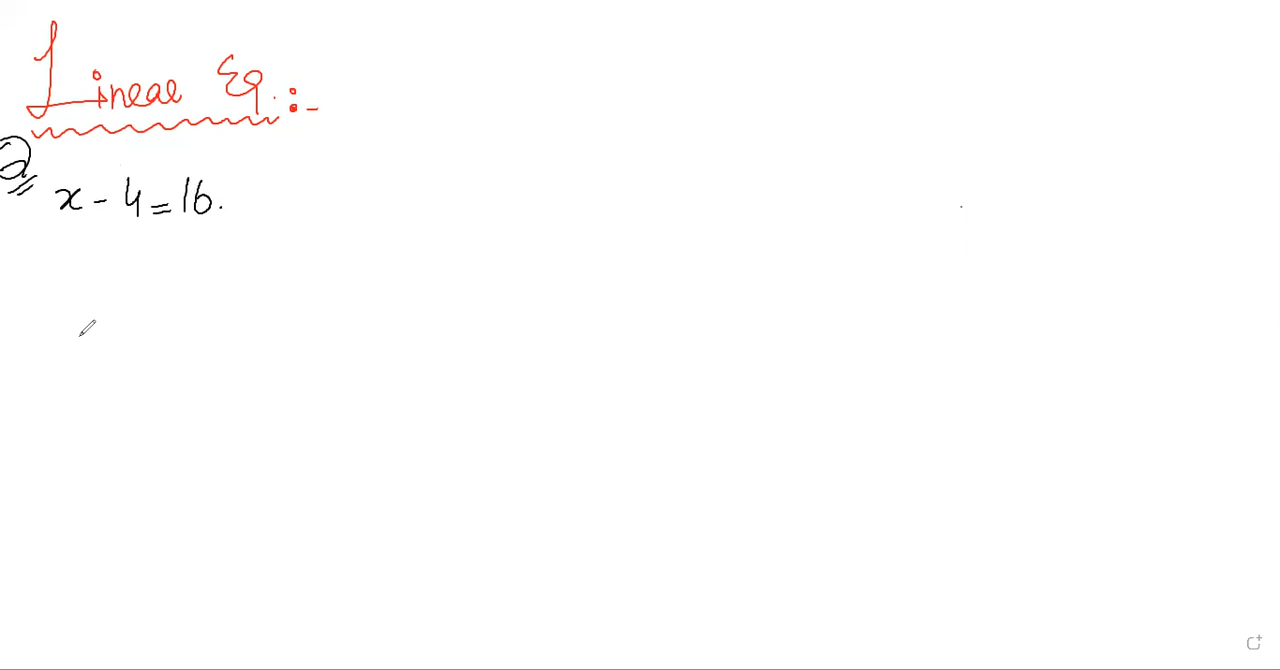 Linear Eq. :-
Q
x - 4 = 16.